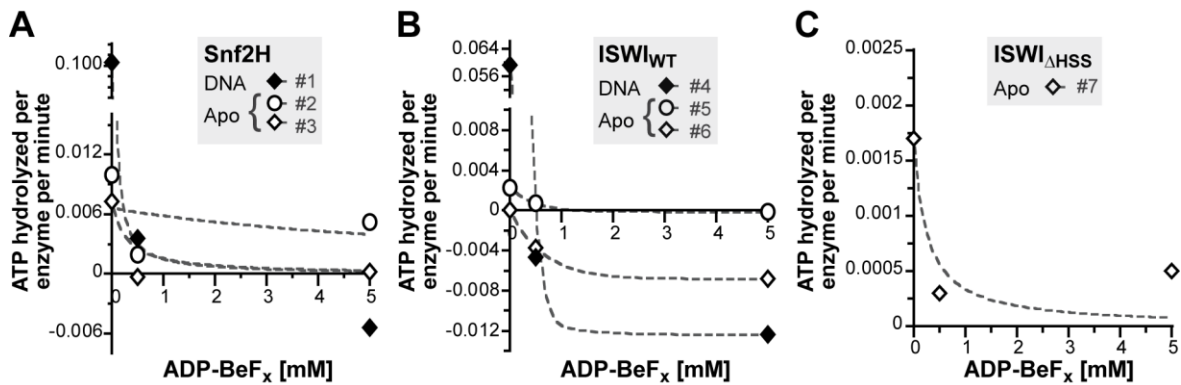 A
Snf2H
DNA #1
Apo { #2
#3
0.100
0.012
0.006
0
-0.006
0 1 2 3 4 5
ATP hydrolyzed per
enzyme per minute
ADP-BeFx [mM]
B
ISWIWT
DNA #4
Apo { #5
#6
0.064
0.056
0.008
0.004
0
-0.004
-0.008
-0.012
0 1 2 3 4 5
ATP hydrolyzed per
enzyme per minute
ADP-BeFx [mM]
C
ISWIΔHSS
Apo #7
0.0025
0.002
0.0015
0.001
0.0005
0
0 1 2 3 4 5
ATP hydrolyzed per
enzyme per minute
ADP-BeFx [mM]